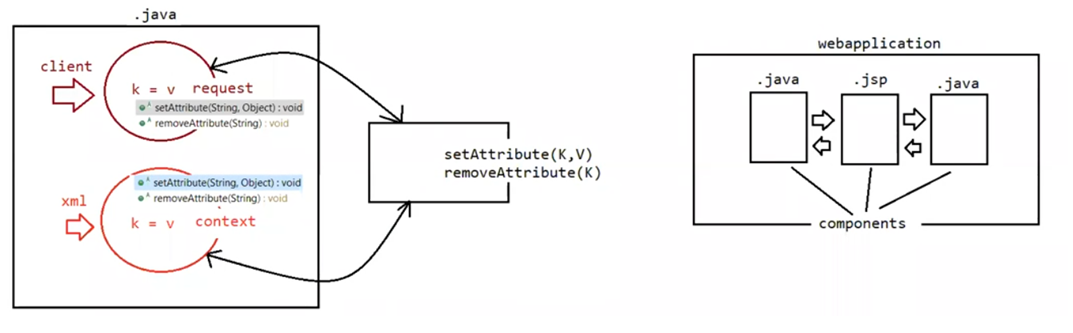 .java
client
k = v request
setAttribute(String, Object) : void
removeAttribute(String) : void
setAttribute(String, Object) : void
removeAttribute(String) : void
xml
k = v context
setAttribute(K,V)
removeAttribute(K)
webapplication
.java
.jsp
.java
components